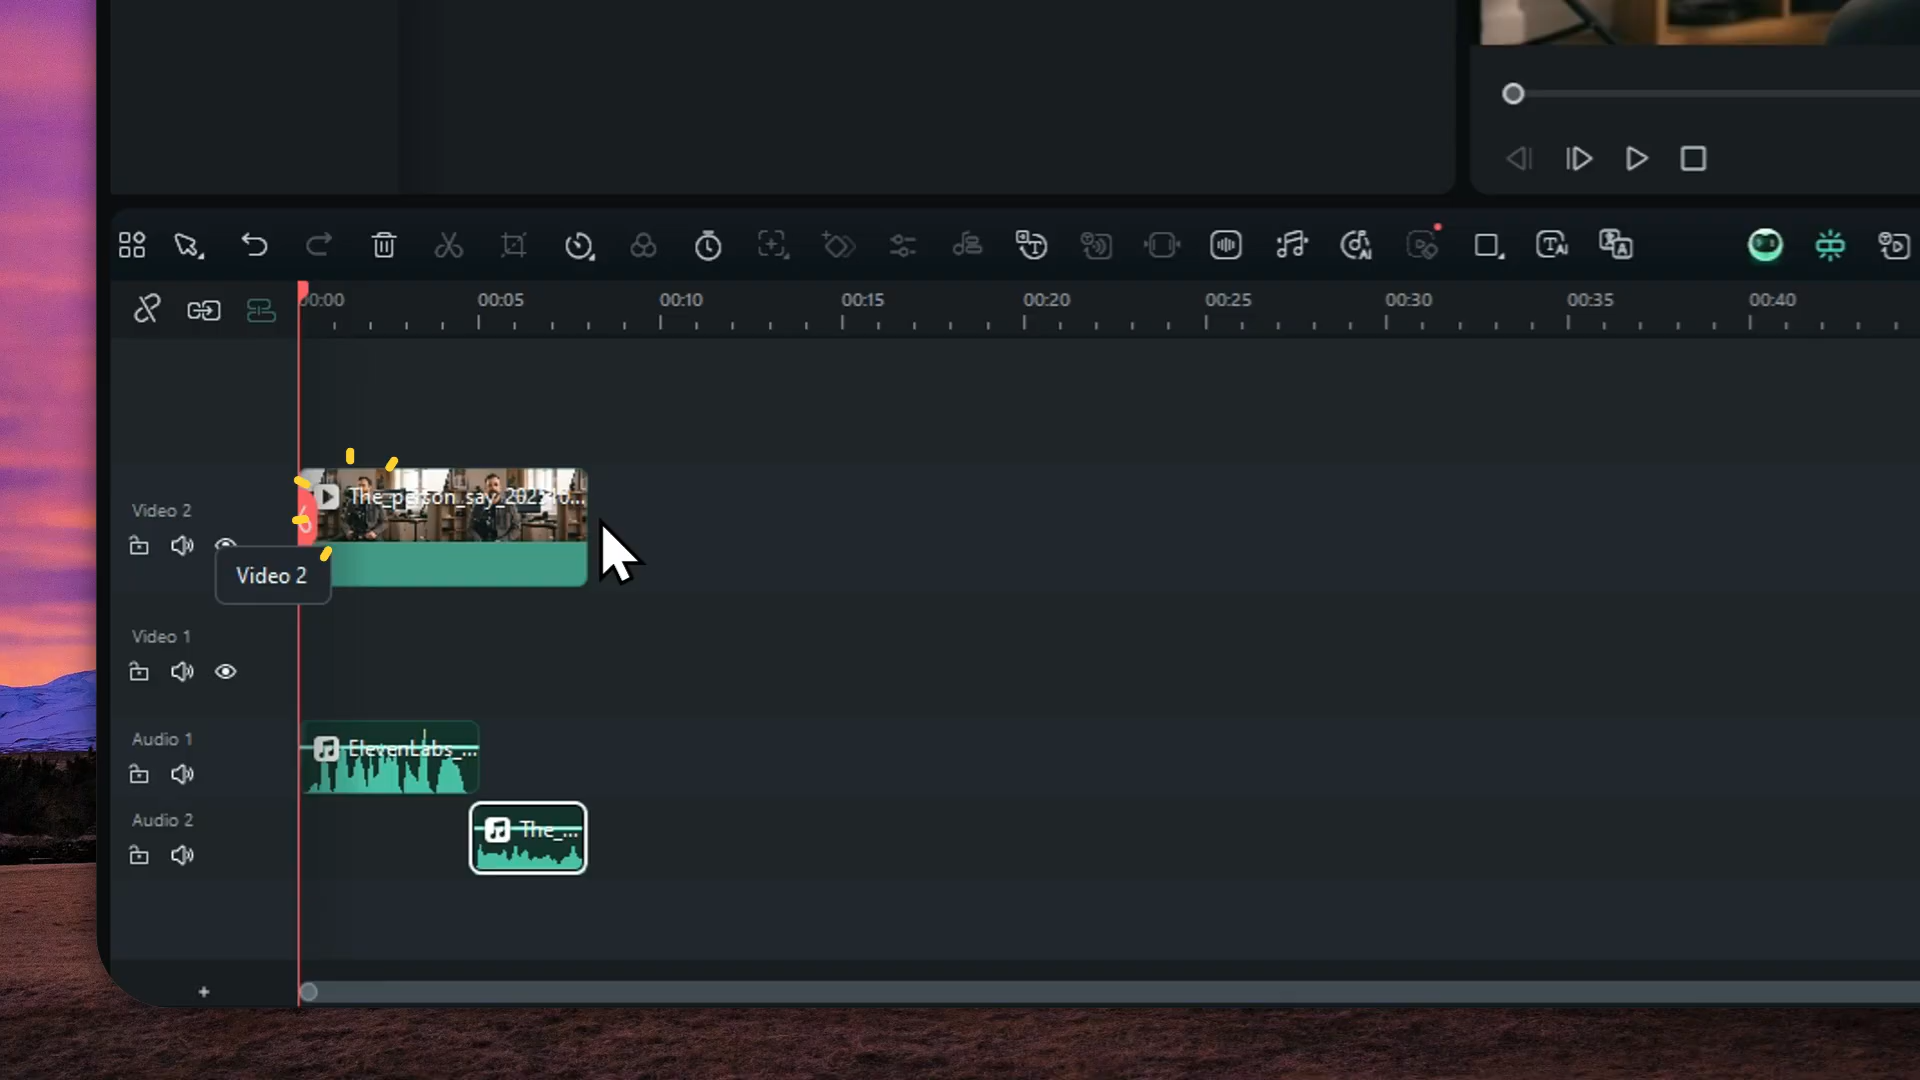 00:00
00:05
00:10
00:15
00:20
00:25
00:30
00:35
00:40
Video 2
The_person_say_202510...
Video 2
Video 1
Audio 1
ElevenLabs_...
Audio 2
The_...